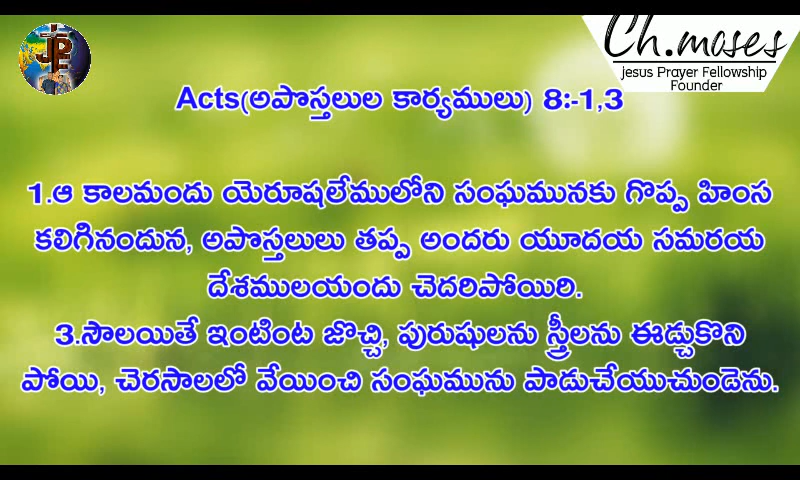 Ch.moses
Jesus Prayer Fellowship
Founder
Acts(అపొస్తలుల కార్యములు) 8:-1,3
1.ఆ కాలమందు యెరూషలేములోని సంఘమునకు గొప్ప హింస
కలిగినందున, అపొస్తలులు తప్ప అందరు యూదయ సమరయ
దేశములయందు చెదరిపోయిరి.
3.సౌలయితే ఇంటింట జొచ్చి, పురుషులను స్త్రీలను ఈడ్చుకొని
పోయి, చెరసాలలో వేయించి సంఘమును పాడుచేయుచుండెను.